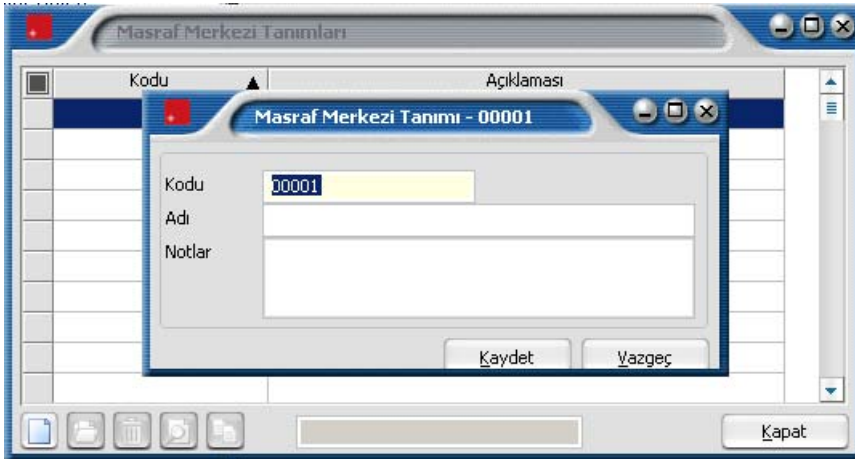 Masraf Merkezi Tanımları
Kodu Açıklaması
Masraf Merkezi Tanımı - 00001
Kodu 00001
Adı
Notlar
Kaydet Vazgeç
Kapat